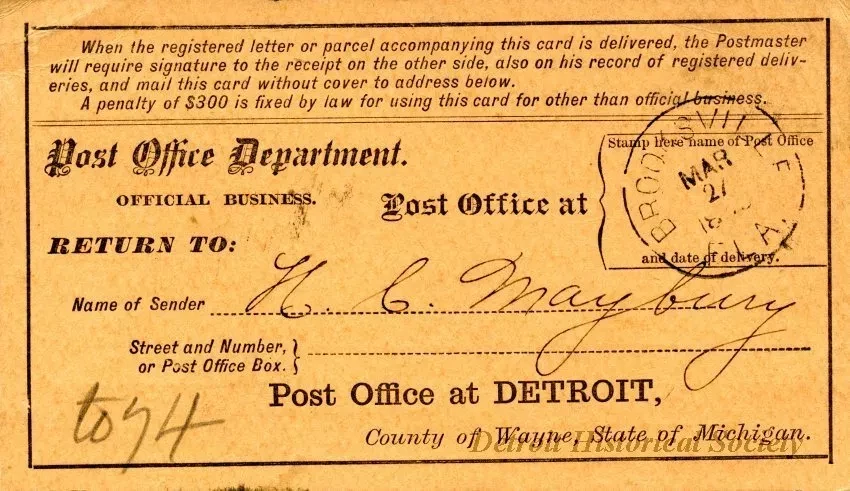 When the registered letter or parcel accompanying this card is delivered, the Postmaster
will require signature to the receipt on the other side, also on his record of registered deliv-
eries, and mail this card without cover to address below.
A penalty of $300 is fixed by law for using this card for other than official business.
Post Office Department.
OFFICIAL BUSINESS.
Post Office at
Stamp here name of Post Office
MAR
27
FLA.
and date of delivery.
RETURN TO:
Name of Sender H. C. Maybury
Street and Number,
or Post Office Box.
Post Office at DETROIT,
County of Wayne, State of Michigan.
Detroit Historical Society